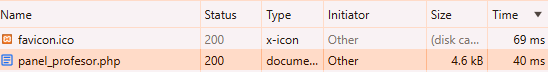 Name Status Type Initiator Size Time
favicon.ico 200 x-icon Other (disk ca... 69 ms
panel_profesor.php 200 docume... Other 4.6 kB 40 ms